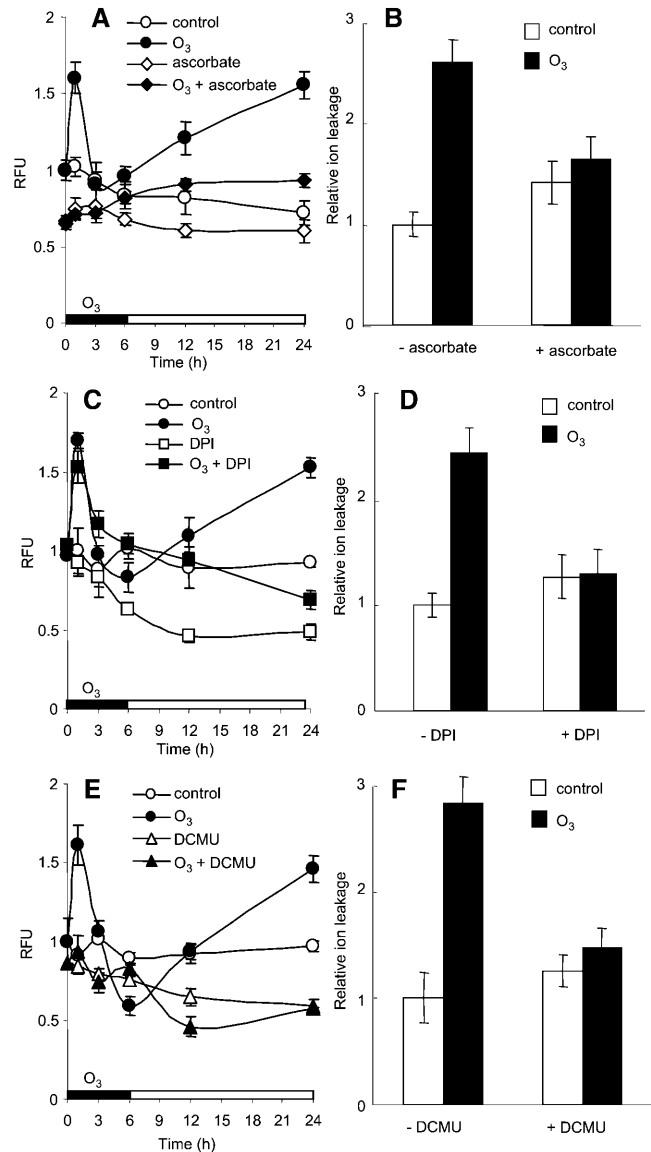 A
control
O3
ascorbate
O3 + ascorbate
2
1.5
1
0.5
0
RFU
O3
0 3 6 9 12 15 18 21 24
Time (h)
B
control
O3
3
2
1
0
Relative ion leakage
- ascorbate + ascorbate
C
control
O3
DPI
O3 + DPI
2
1.5
1
0.5
0
RFU
O3
0 3 6 9 12 15 18 21 24
Time (h)
D
control
O3
3
2
1
0
Relative ion leakage
- DPI + DPI
E
control
O3
DCMU
O3 + DCMU
2
1.5
1
0.5
0
RFU
O3
0 3 6 9 12 15 18 21 24
Time (h)
F
control
O3
3
2
1
0
Relative ion leakage
- DCMU + DCMU